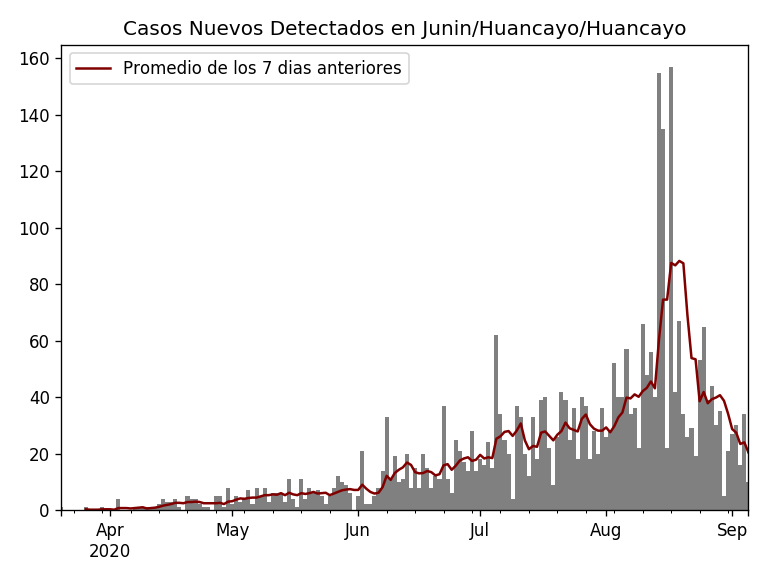 Casos Nuevos Detectados en Junin/Huancayo/Huancayo
Promedio de los 7 dias anteriores
160
140
120
100
80
60
40
20
0
Apr
2020
May
Jun
Jul
Aug
Sep